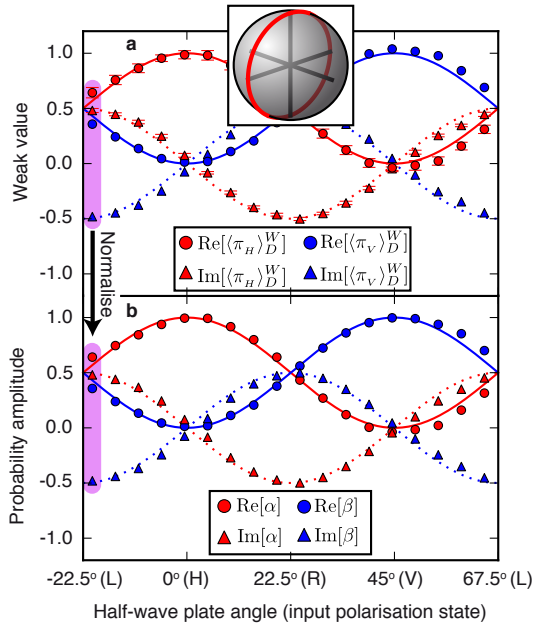 a
1.0
0.5
0.0
-0.5
-1.0
Weak value
Re[⟨π_H⟩_D^W] Re[⟨π_V⟩_D^W]
Im[⟨π_H⟩_D^W] Im[⟨π_V⟩_D^W]
Normalise
b
1.0
0.5
0.0
-0.5
-1.0
Probability amplitude
Re[α] Re[β]
Im[α] Im[β]
-22.5° (L) 0° (H) 22.5° (R) 45° (V) 67.5° (L)
Half-wave plate angle (input polarisation state)